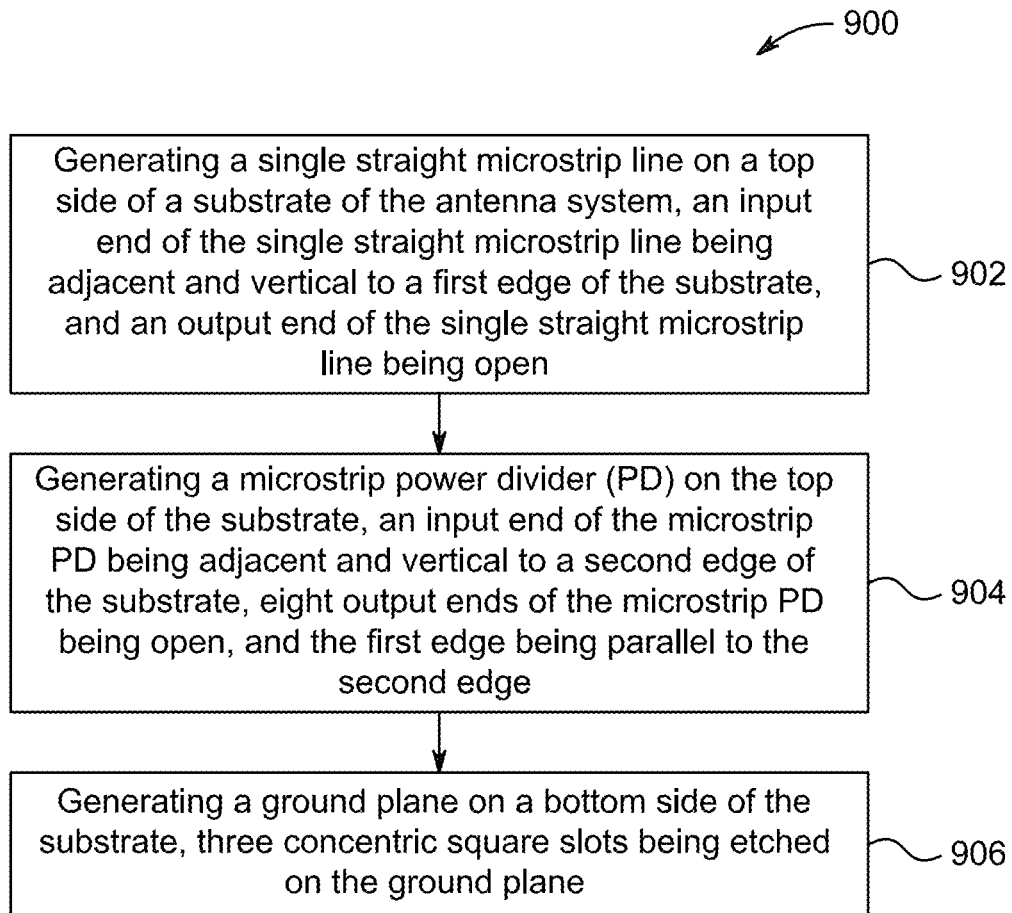 900
Generating a single straight microstrip line on a top
side of a substrate of the antenna system, an input
end of the single straight microstrip line being
adjacent and vertical to a first edge of the substrate,
and an output end of the single straight microstrip
line being open
902
Generating a microstrip power divider (PD) on the top
side of the substrate, an input end of the microstrip
PD being adjacent and vertical to a second edge of
the substrate, eight output ends of the microstrip PD
being open, and the first edge being parallel to the
second edge
904
Generating a ground plane on a bottom side of the
substrate, three concentric square slots being etched
on the ground plane
906